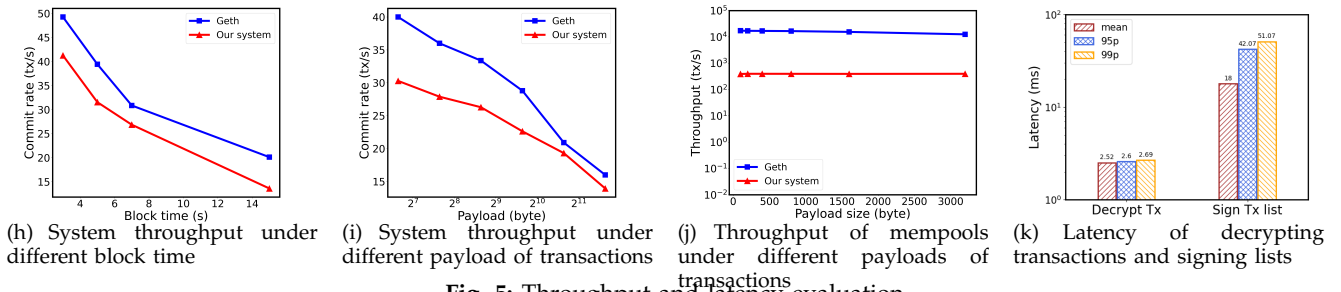 50
45
40
35
30
25
20
15
4
6
8
10
12
14
Commit rate (tx/s)
Block time (s)
Geth
Our system
(h) System throughput under
different block time
40
35
30
25
20
15
2^7
2^8
2^9
2^10
2^11
Commit rate (tx/s)
Payload (byte)
Geth
Our system
(i) System throughput under
different payload of transactions
10^5
10^4
10^3
10^2
10^1
10^0
10^−1
10^−2
0
500
1000
1500
2000
2500
3000
Throughput (tx/s)
Payload size (byte)
Geth
Our system
(j) Throughput of mempools
under different payloads of
transactions
10^2
10^1
10^0
Latency (ms)
mean
95p
99p
2.52
2.6
2.69
18
42.07
51.07
Decrypt Tx
Sign Tx list
(k) Latency of decrypting
transactions and signing lists
Fig. 5: Throughput and latency evaluation